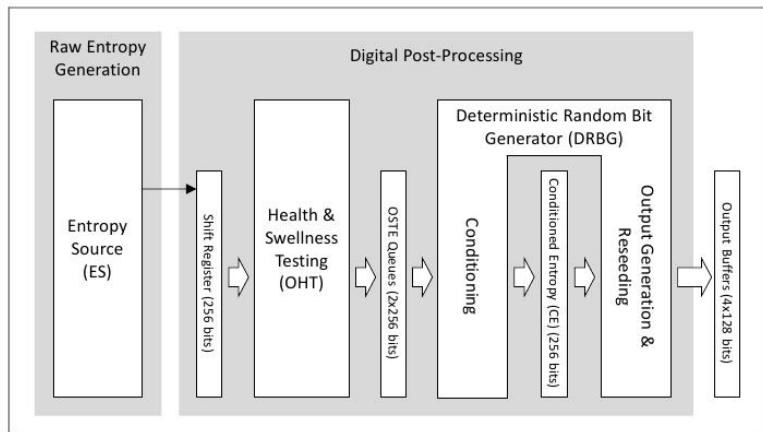 Raw Entropy
Generation
Digital Post-Processing
Entropy
Source
(ES)
Shift Register (256 bits)
Health &
Swellness
Testing
(OHT)
OSTE Queues (2x256 bits)
Deterministic Random Bit
Generator (DRBG)
Conditioning
Conditioned Entropy (CE) (256 bits)
Output Generation &
Reseeding
Output Buffers (4x128 bits)